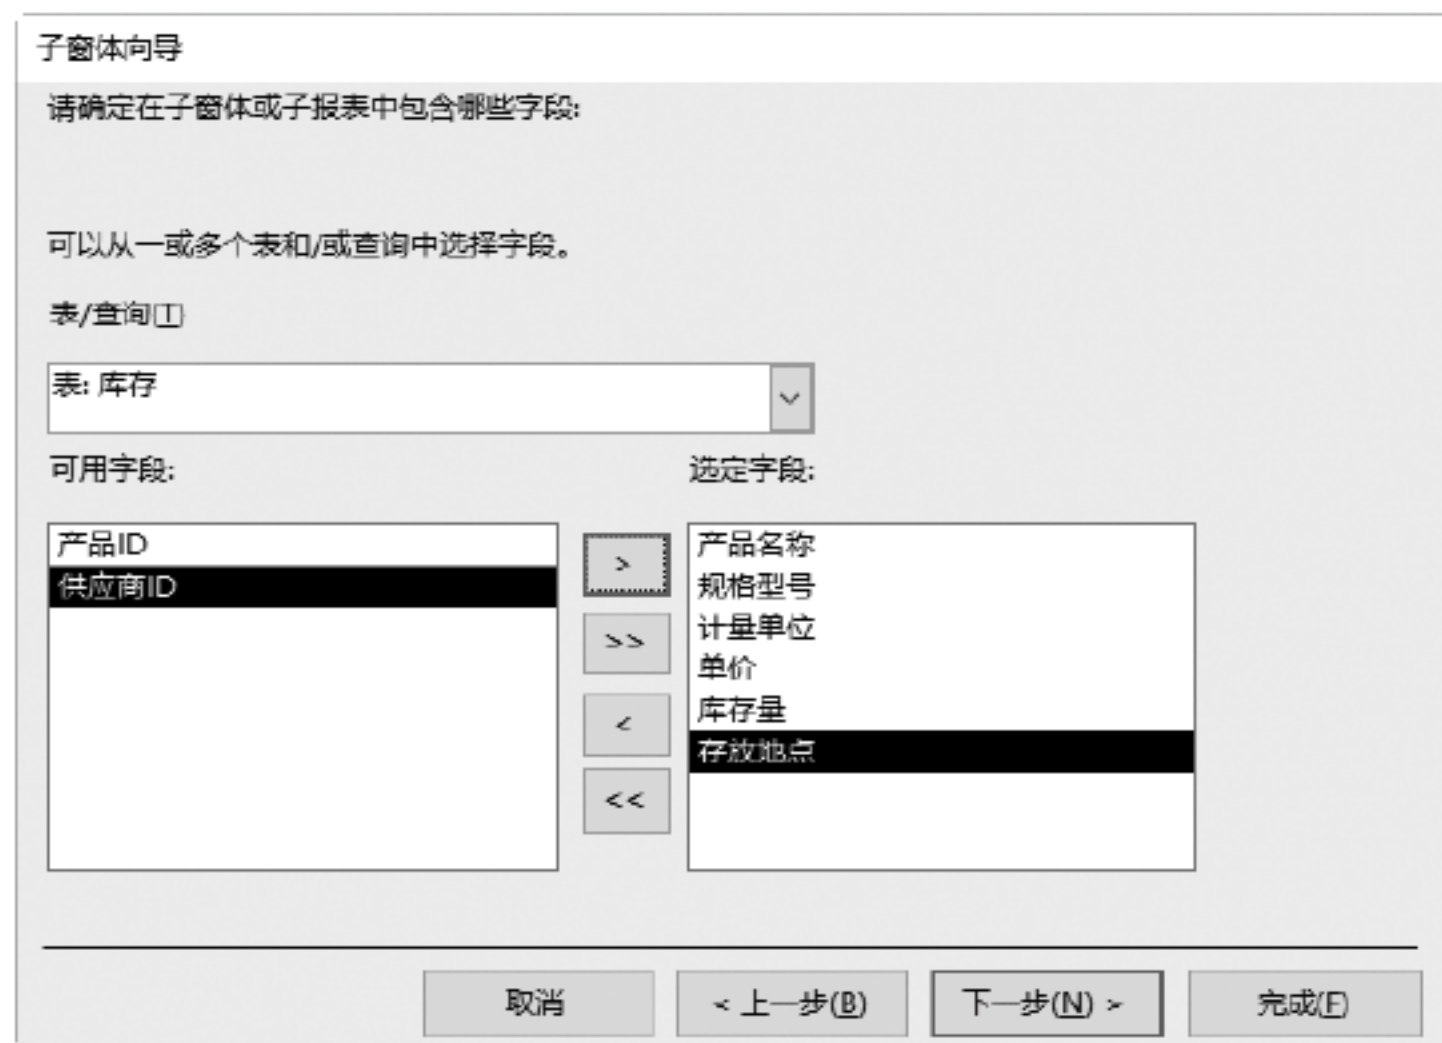 子窗体向导
请确定在子窗体或子报表中包含哪些字段:
可以从一或多个表和/或查询中选择字段。
表/查询(T)
表: 库存
可用字段:
选定字段:
产品ID
供应商ID
>
>>
<
<<
产品名称
规格型号
计量单位
单价
库存量
存放地点
取消
< 上一步(B)
下一步(N) >
完成(F)